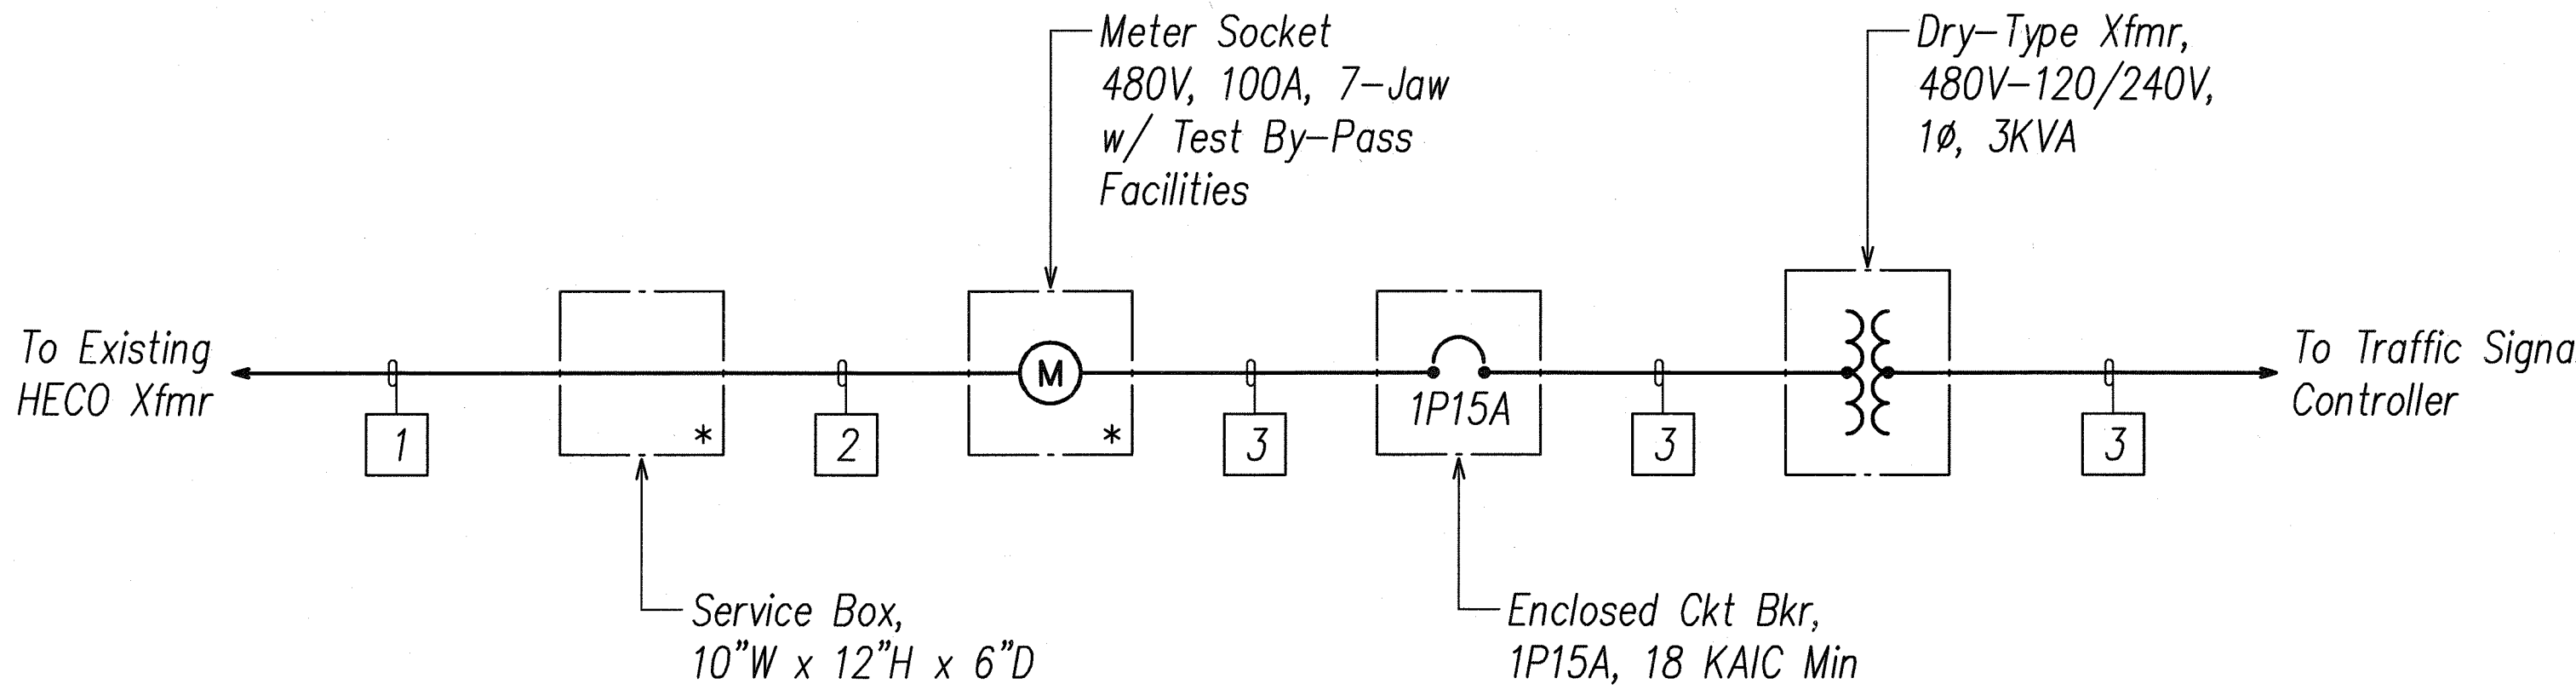 Meter Socket
480V, 100A, 7-Jaw
w/ Test By-Pass
Facilities
Dry-Type Xfmr,
480V-120/240V,
1ø, 3KVA
To Existing
HECO Xfmr
1
*
2
M
*
3
1P15A
3
3
To Traffic Signa
Controller
Service Box,
10"W x 12"H x 6"D
Enclosed Ckt Bkr,
1P15A, 18 KAIC Min